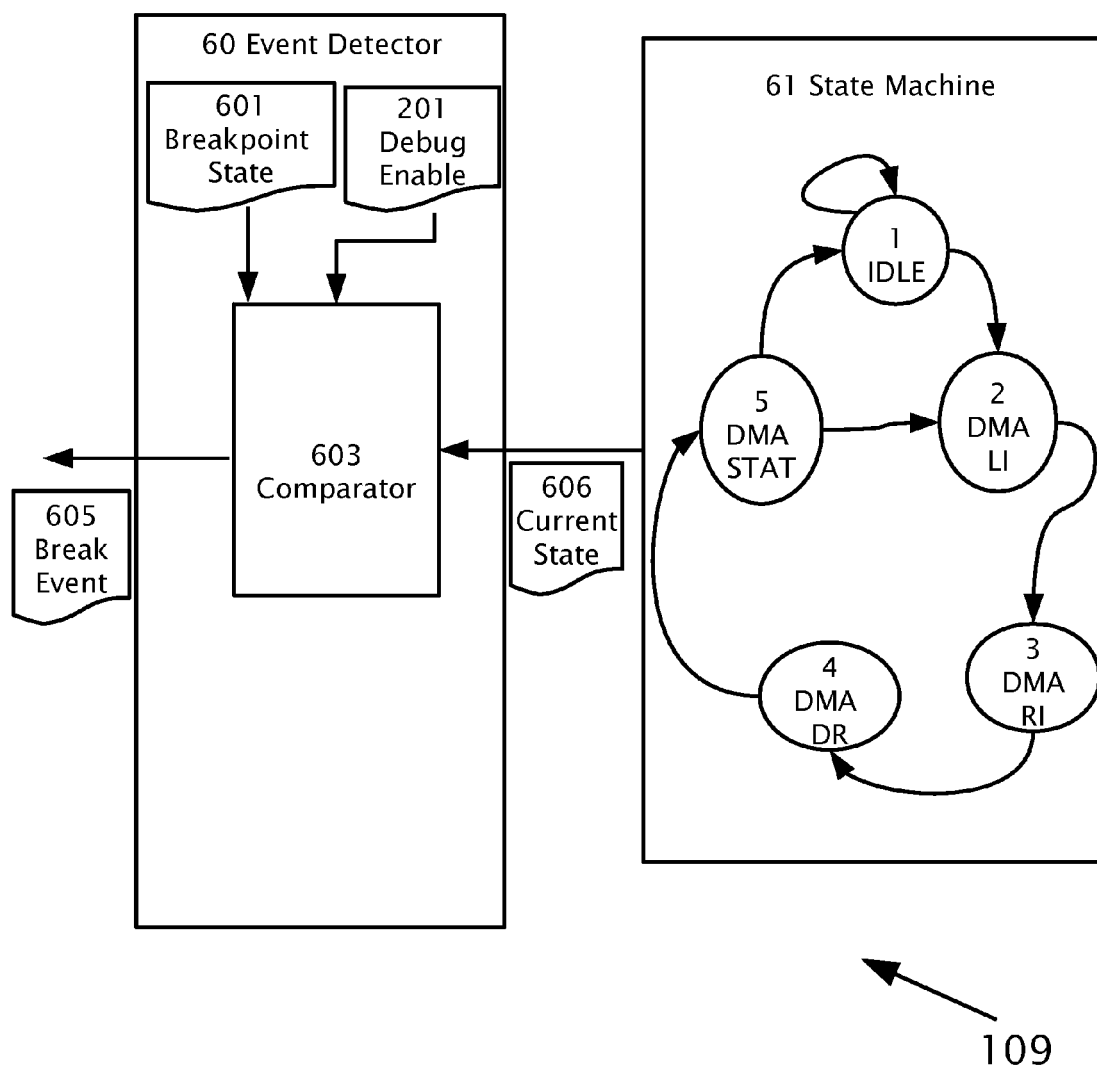 60 Event Detector
601
Breakpoint
State
201
Debug
Enable
603
Comparator
605
Break
Event
606
Current
State
61 State Machine
1
IDLE
2
DMA
LI
5
DMA
STAT
3
DMA
RI
4
DMA
DR
109